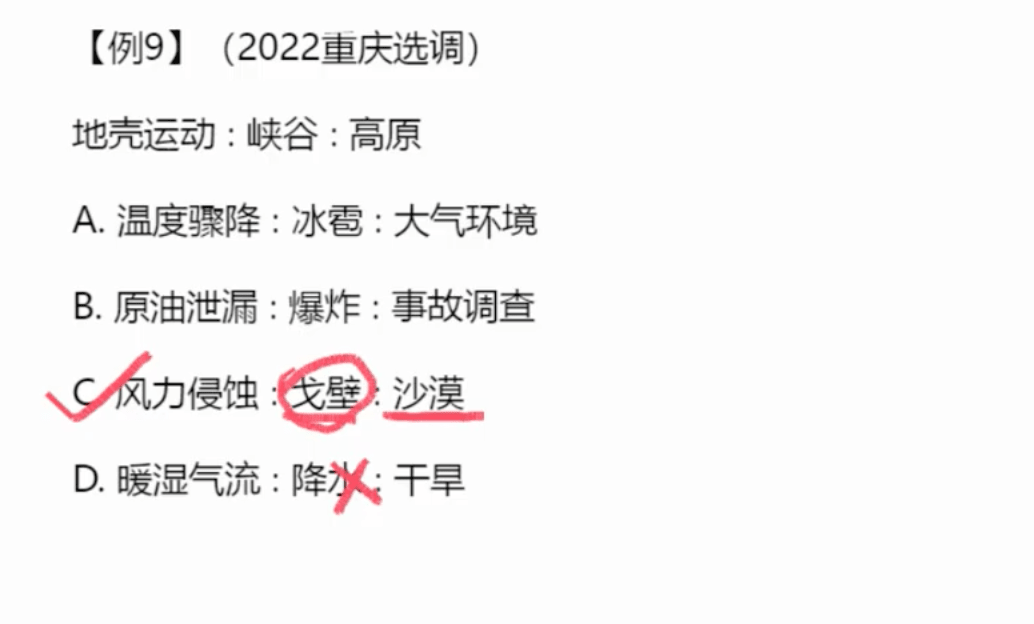 【例9】（2022重庆选调）
地壳运动：峡谷：高原
A. 温度骤降：冰雹：大气环境
B. 原油泄漏：爆炸：事故调查
C 风力侵蚀：戈壁：沙漠
D. 暖湿气流：降水：干旱